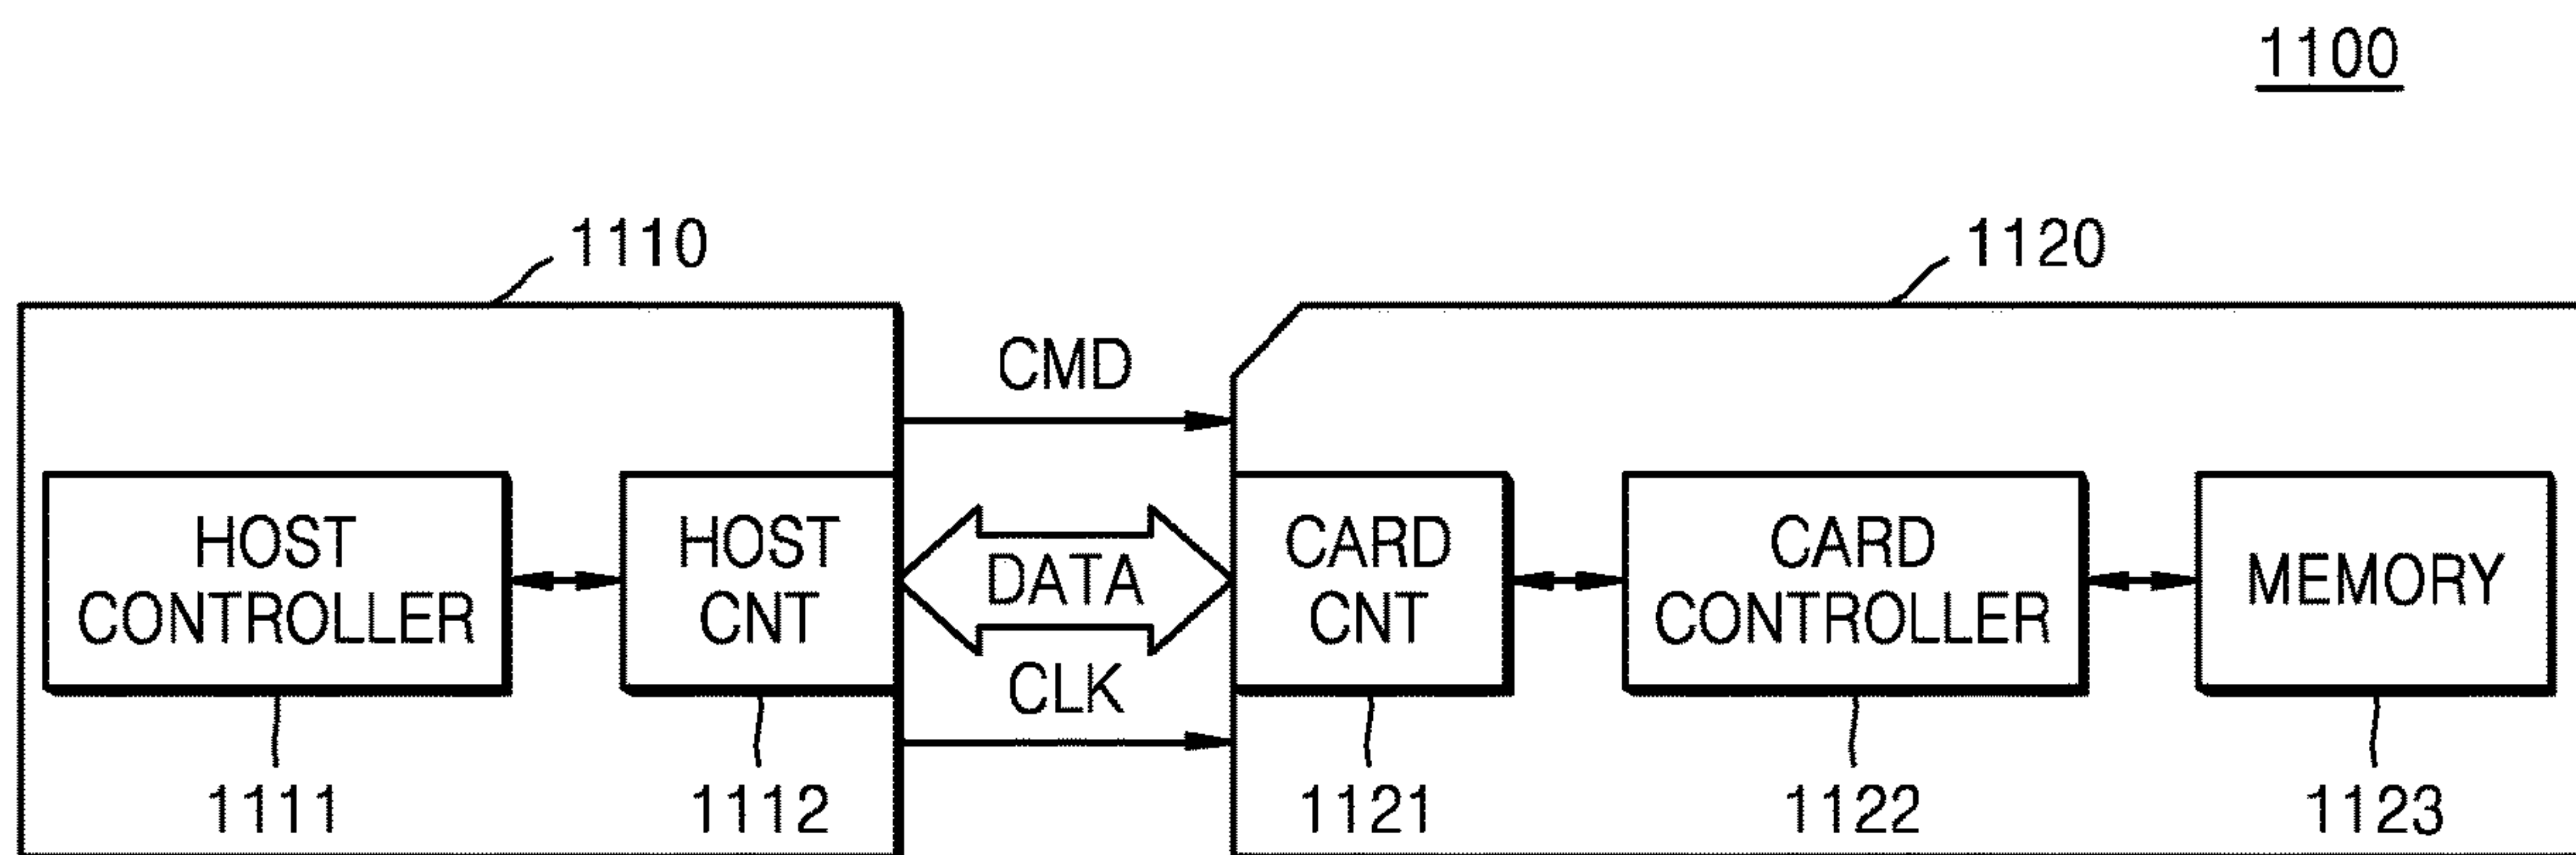 1100
1110
1120
CMD
HOST
CONTROLLER
HOST
CNT
DATA
CARD
CNT
CARD
CONTROLLER
MEMORY
CLK
1111
1112
1121
1122
1123